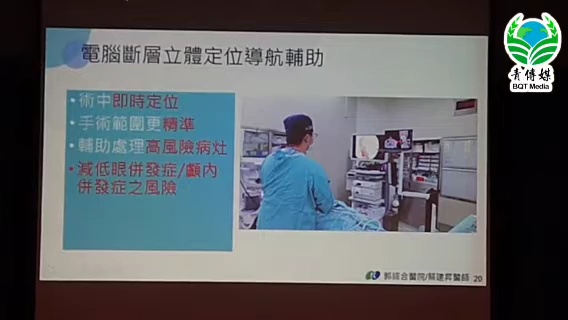 電腦斷層立體定位導航輔助
• 術中即時定位
• 手術範圍更精準
• 輔助處理高風險病灶
• 減低眼併發症/顱內
併發症之風險
郭綜合醫院/蔡建昇醫師 20
青傳媒
BQT Media